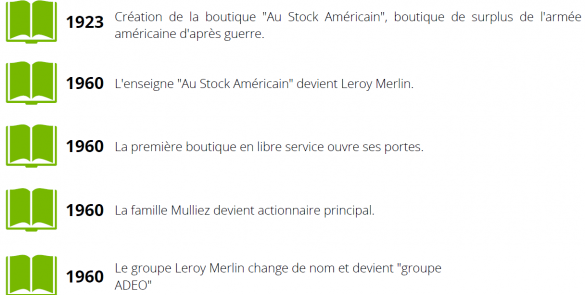 1923 Création de la boutique "Au Stock Américain", boutique de surplus de l'armée
américaine d'après guerre.
1960 L'enseigne "Au Stock Américain" devient Leroy Merlin.
1960 La première boutique en libre service ouvre ses portes.
1960 La famille Mulliez devient actionnaire principal.
1960 Le groupe Leroy Merlin change de nom et devient "groupe
ADEO"